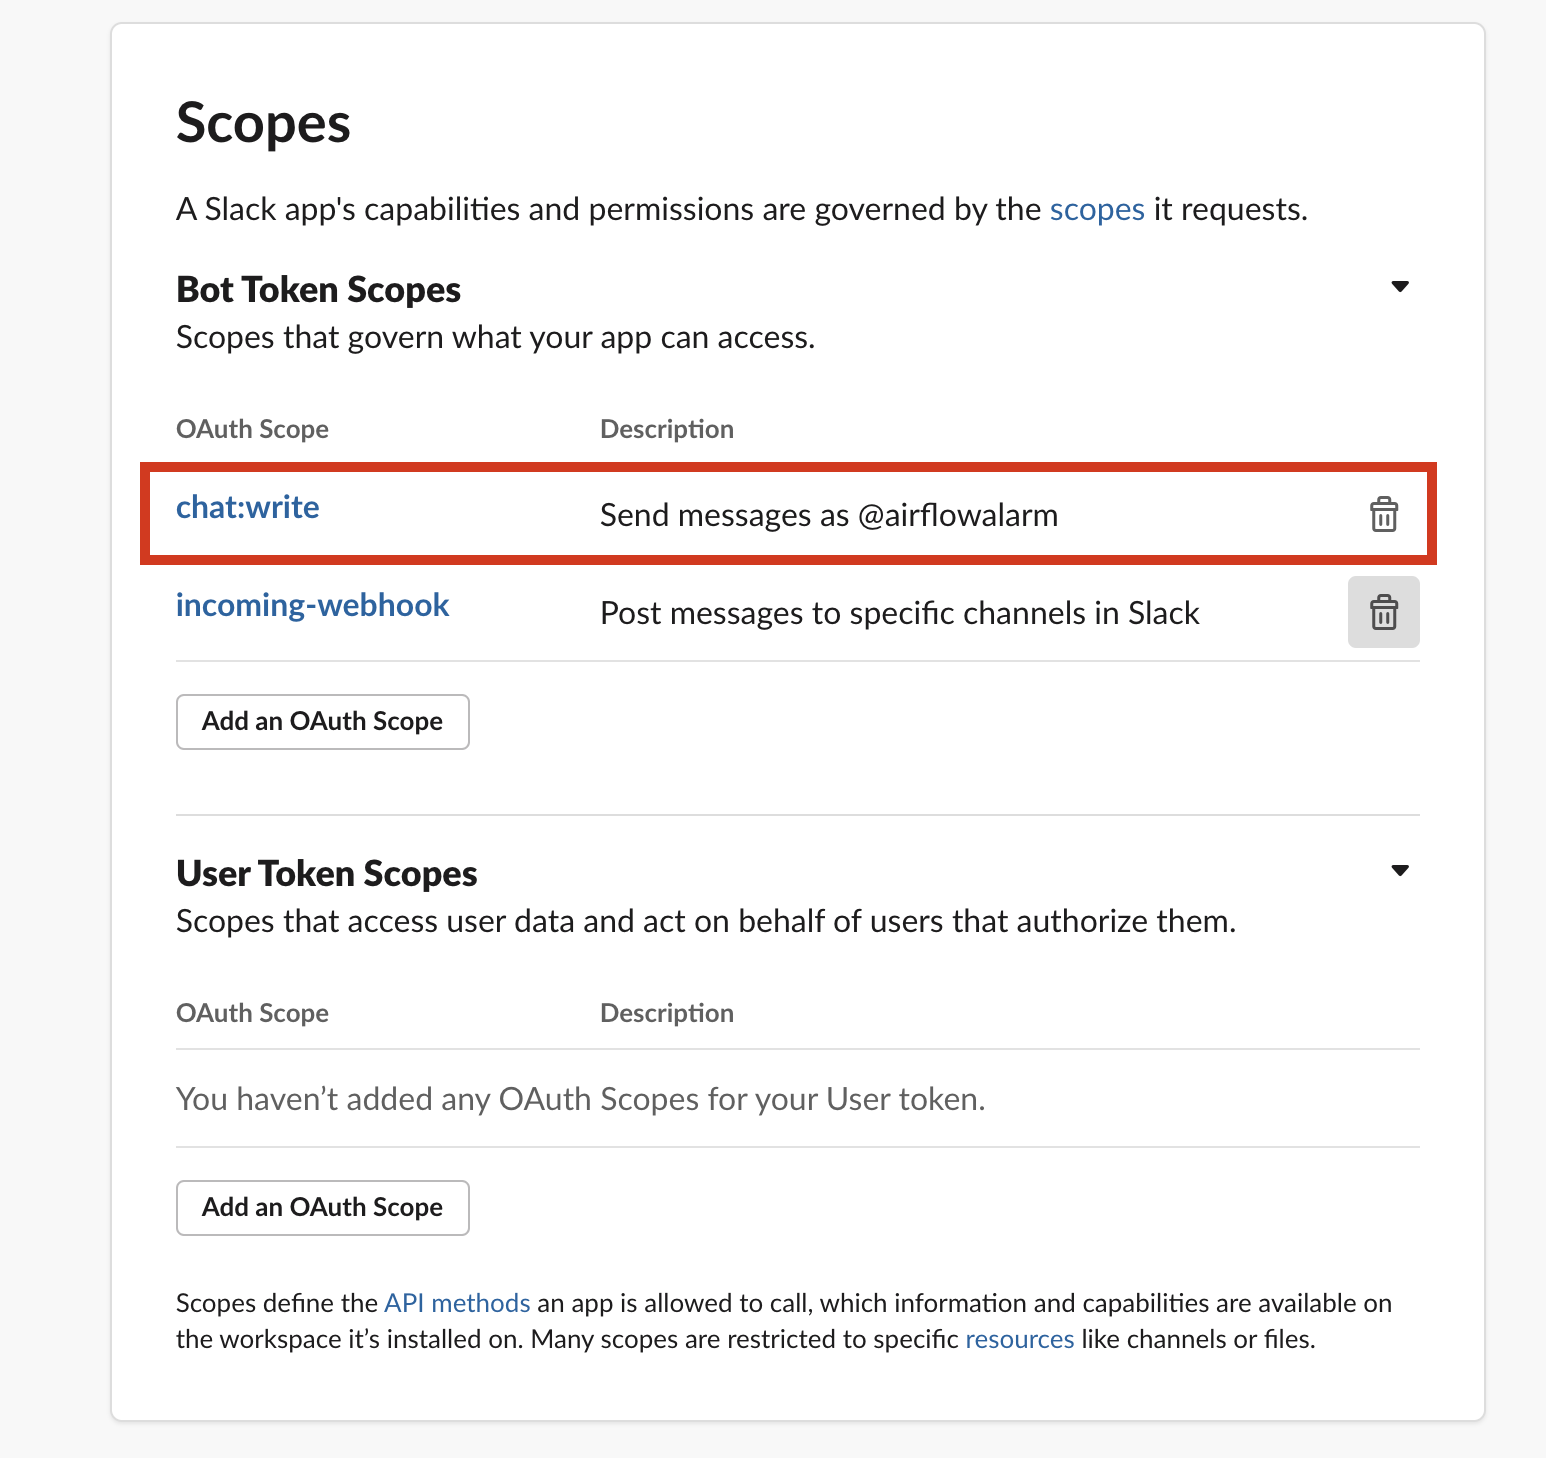 Scopes
A Slack app's capabilities and permissions are governed by the scopes it requests.
Bot Token Scopes
Scopes that govern what your app can access.
OAuth Scope Description
chat:write Send messages as @airflowalarm
incoming-webhook Post messages to specific channels in Slack
Add an OAuth Scope
User Token Scopes
Scopes that access user data and act on behalf of users that authorize them.
OAuth Scope Description
You haven’t added any OAuth Scopes for your User token.
Add an OAuth Scope
Scopes define the API methods an app is allowed to call, which information and capabilities are available on
the workspace it’s installed on. Many scopes are restricted to specific resources like channels or files.